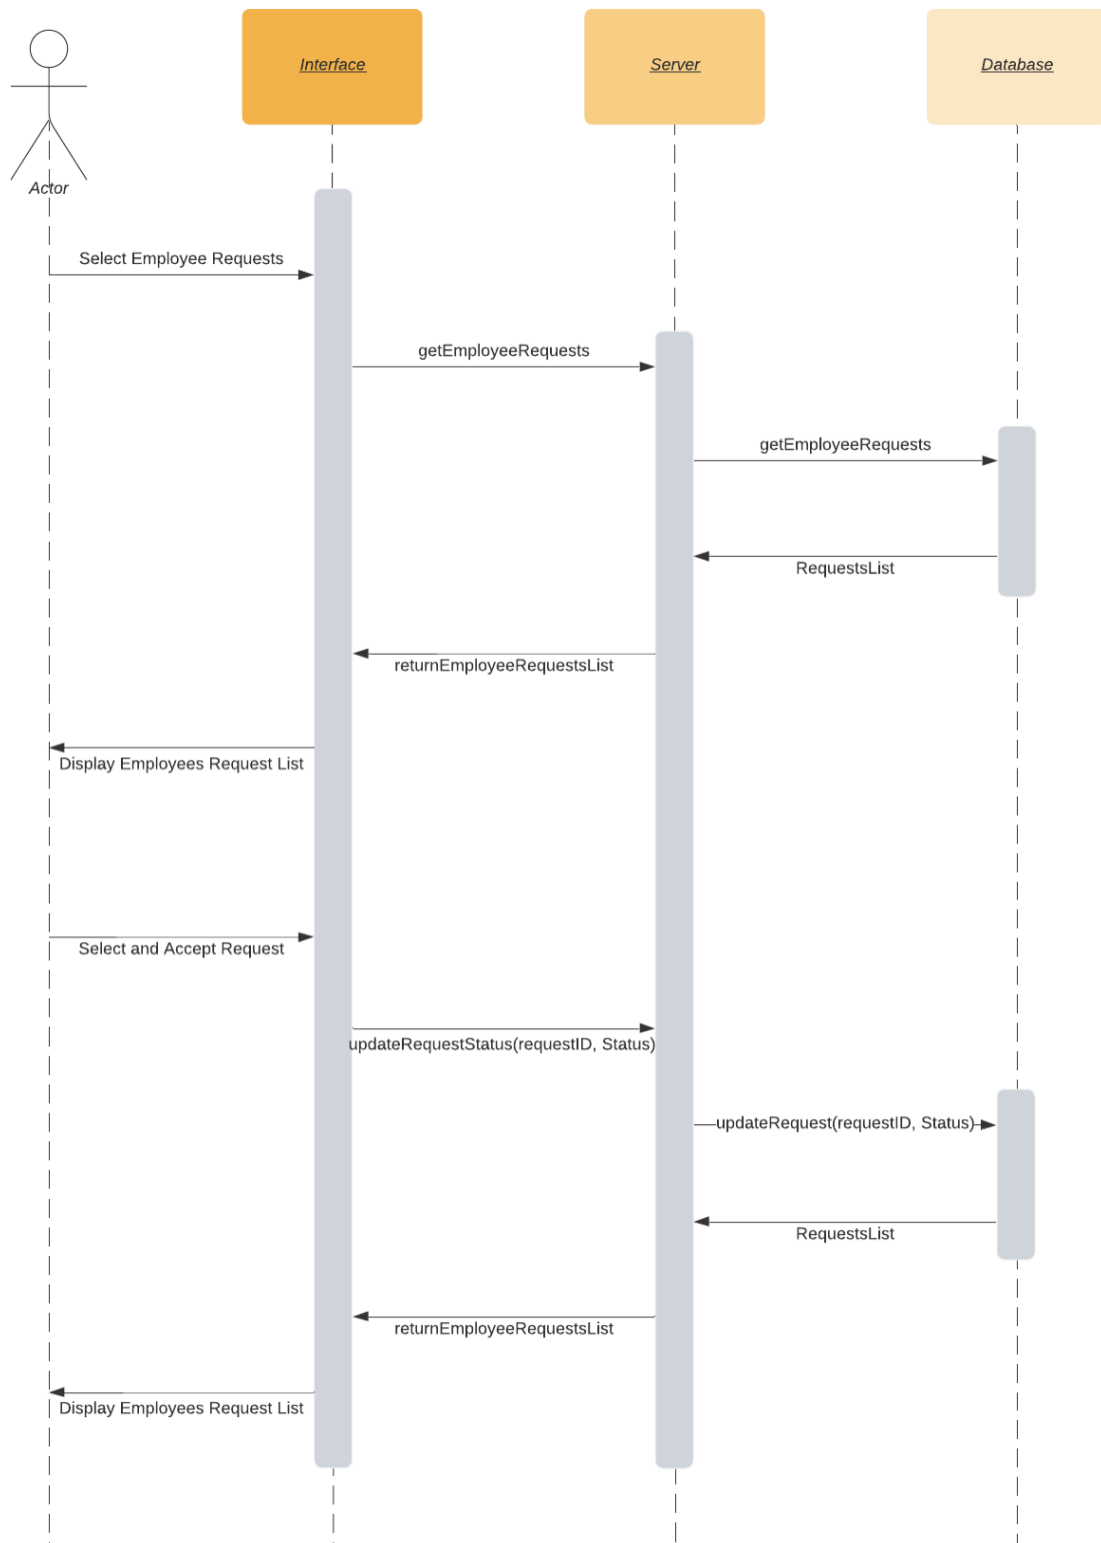 Interface
Server
Database
Actor
Select Employee Requests
getEmployeeRequests
getEmployeeRequests
RequestsList
returnEmployeeRequestsList
Display Employees Request List
Select and Accept Request
updateRequestStatus(requestID, Status)
updateRequest(requestID, Status)
RequestsList
returnEmployeeRequestsList
Display Employees Request List